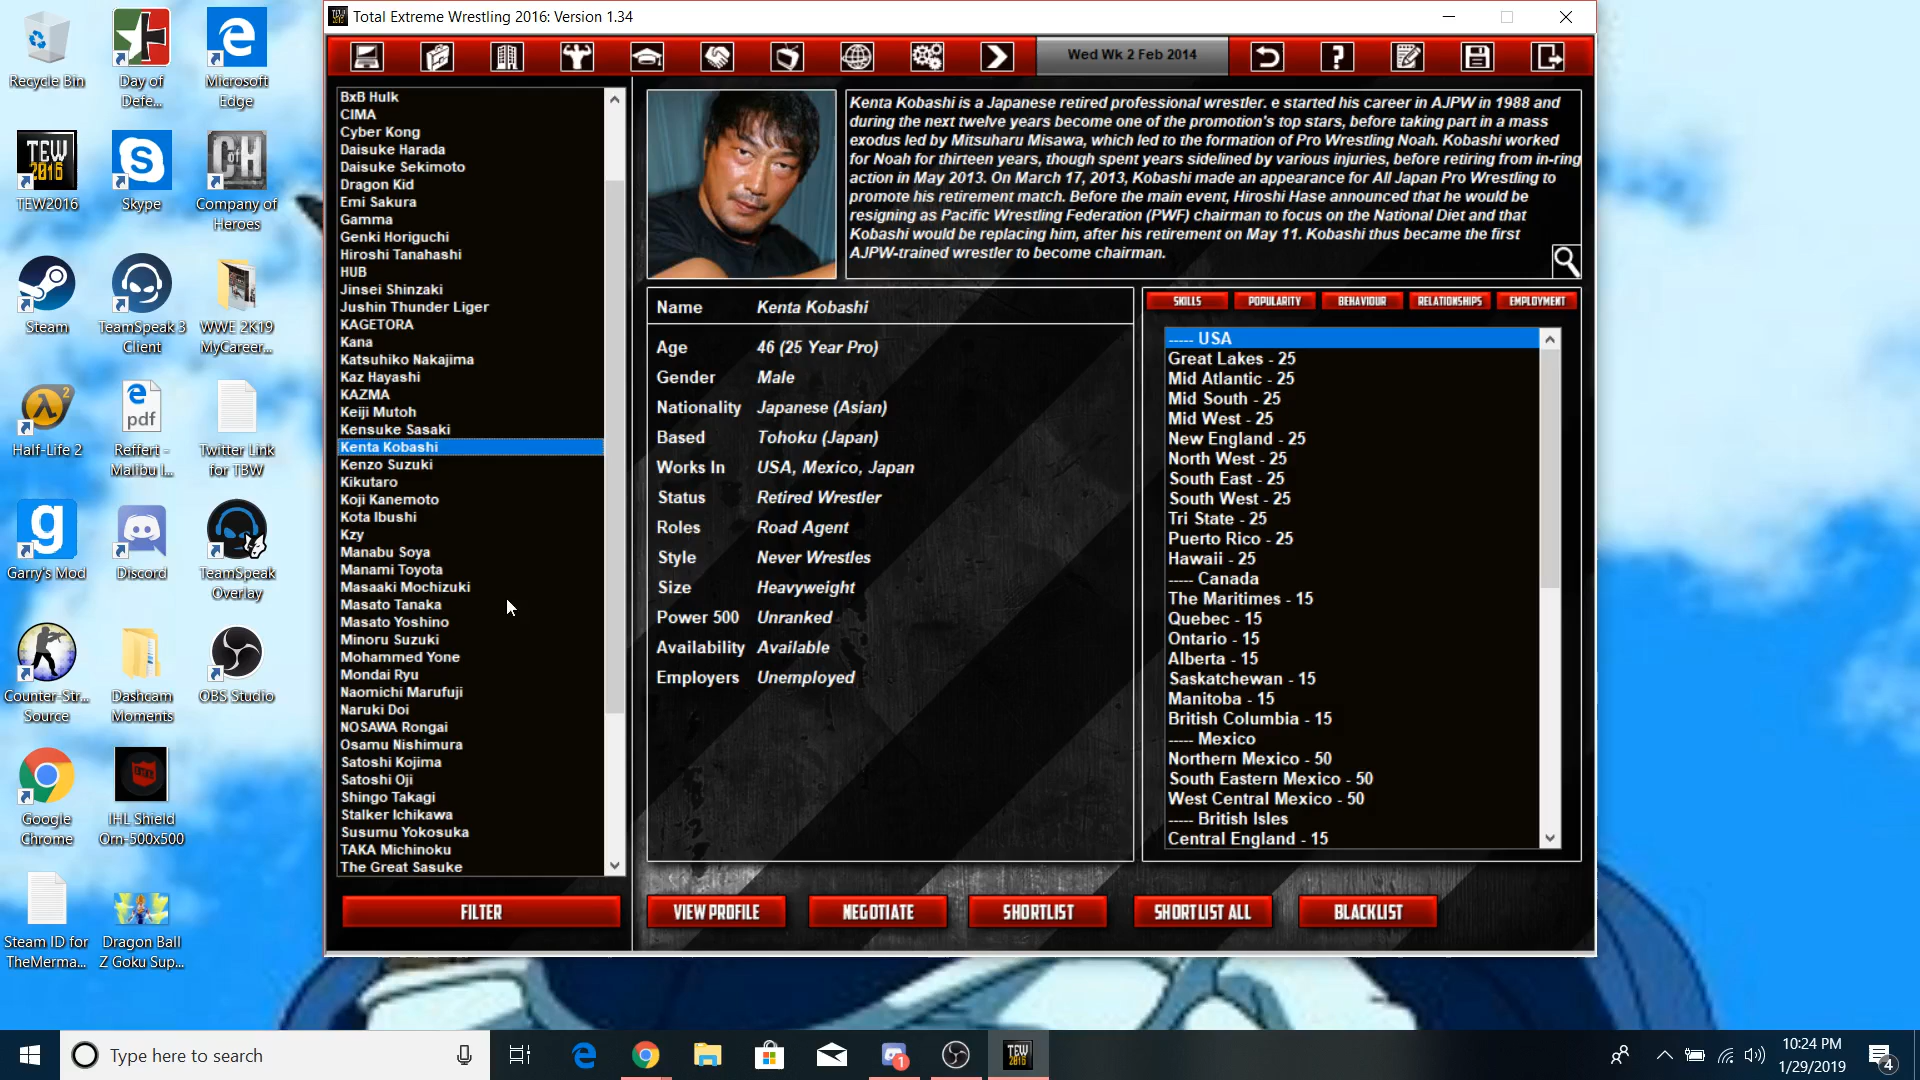 Total Extreme Wrestling 2016: Version 1.34
Wed Wk 2 Feb 2014
Recycle Bin
Day of
Defe...
Microsoft
Edge
TEW
2016
TEW2016
Skype
C of H
Company of
Heroes
Steam
TeamSpeak 3
Client
WWE 2K19
MyCareer...
Half-Life 2
pdf
Reffert -
Malibu I...
Twitter Link
for TBW
Garry's Mod
Discord
TeamSpeak
Overlay
Counter-Str...
Source
Dashcam
Moments
OBS Studio
Google
Chrome
IHL Shield
Orn-500x500
Steam ID for
TheMerma...
Dragon Ball
Z Goku Sup...
BxB Hulk
CIMA
Cyber Kong
Daisuke Harada
Daisuke Sekimoto
Dragon Kid
Emi Sakura
Gamma
Genki Horiguchi
Hiroshi Tanahashi
HUB
Jinsei Shinzaki
Jushin Thunder Liger
KAGETORA
Kana
Katsuhiko Nakajima
Kaz Hayashi
KAZMA
Keiji Mutoh
Kensuke Sasaki
Kenta Kobashi
Kenzo Suzuki
Kikutaro
Koji Kanemoto
Kota Ibushi
Kzy
Manabu Soya
Manami Toyota
Masaaki Mochizuki
Masato Tanaka
Masato Yoshino
Minoru Suzuki
Mohammed Yone
Mondai Ryu
Naomichi Marufuji
Naruki Doi
NOSAWA Rongai
Osamu Nishimura
Satoshi Kojima
Satoshi Oji
Shingo Takagi
Stalker Ichikawa
Susumu Yokosuka
TAKA Michinoku
The Great Sasuke
FILTER
Kenta Kobashi is a Japanese retired professional wrestler. e started his career in AJPW in 1988 and
during the next twelve years become one of the promotion's top stars, before taking part in a mass
exodus led by Mitsuharu Misawa, which led to the formation of Pro Wrestling Noah. Kobashi worked
for Noah for thirteen years, though spent years sidelined by various injuries, before retiring from in-ring
action in May 2013. On March 17, 2013, Kobashi made an appearance for All Japan Pro Wrestling to
promote his retirement match. Before the main event, Hiroshi Hase announced that he would be
resigning as Pacific Wrestling Federation (PWF) chairman to focus on the National Diet and that
Kobashi would be replacing him, after his retirement on May 11. Kobashi thus became the first
AJPW-trained wrestler to become chairman.
Name Kenta Kobashi
Age 46 (25 Year Pro)
Gender Male
Nationality Japanese (Asian)
Based Tohoku (Japan)
Works In USA, Mexico, Japan
Status Retired Wrestler
Roles Road Agent
Style Never Wrestles
Size Heavyweight
Power 500 Unranked
Availability Available
Employers Unemployed
SKILLS POPULARITY BEHAVIOUR RELATIONSHIPS EMPLOYMENT
----- USA
Great Lakes - 25
Mid Atlantic - 25
Mid South - 25
Mid West - 25
New England - 25
North West - 25
South East - 25
South West - 25
Tri State - 25
Puerto Rico - 25
Hawaii - 25
----- Canada
The Maritimes - 15
Quebec - 15
Ontario - 15
Alberta - 15
Saskatchewan - 15
Manitoba - 15
British Columbia - 15
----- Mexico
Northern Mexico - 50
South Eastern Mexico - 50
West Central Mexico - 50
----- British Isles
Central England - 15
VIEW PROFILE NEGOTIATE SHORTLIST SHORTLIST ALL BLACKLIST
Type here to search
1
TEW
2016
10:24 PM
1/29/2019
4